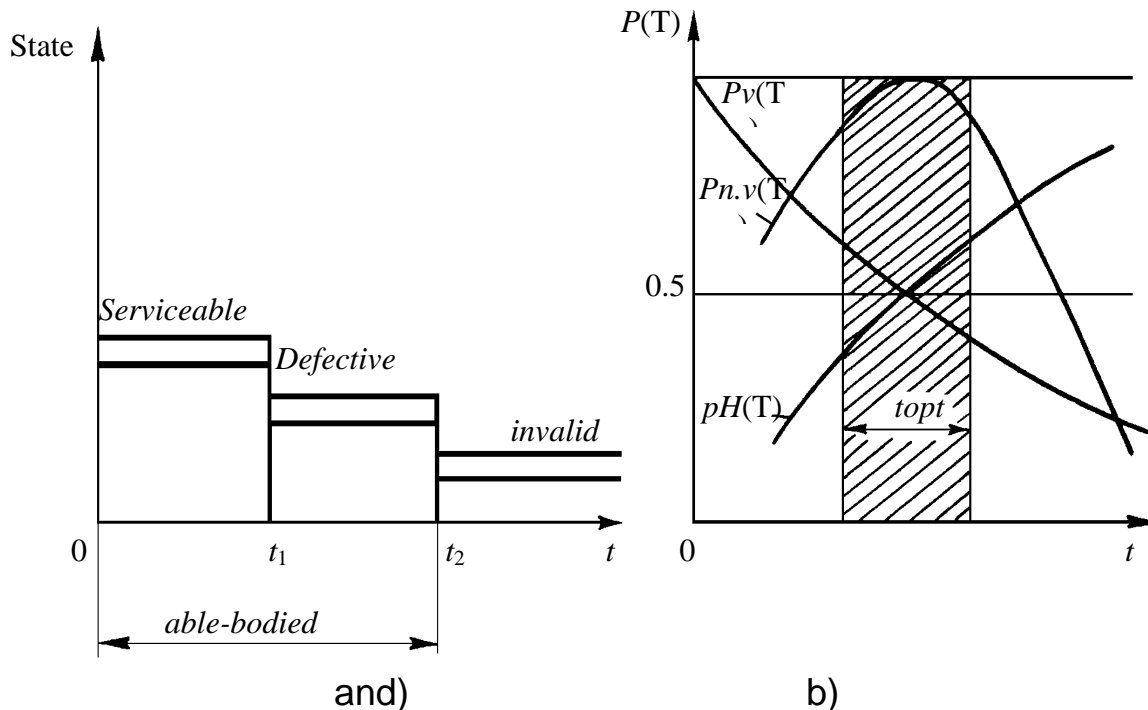 State
Serviceable
Defective
invalid
0
t1
t2
t
able-bodied
and)
P(T)
Pv(T
Pn.v(T
0.5
pH(T)
topt
0
t
b)